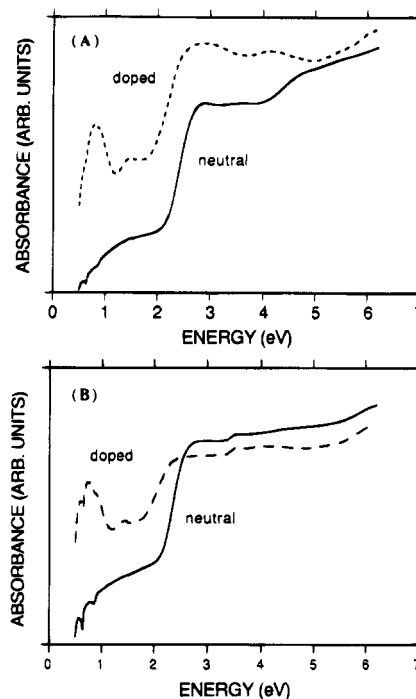 (A)
doped
neutral
ABSORBANCE (ARB. UNITS)
0 1 2 3 4 5 6 7
ENERGY (eV)
(B)
doped
neutral
ABSORBANCE (ARB. UNITS)
0 1 2 3 4 5 6 7
ENERGY (eV)